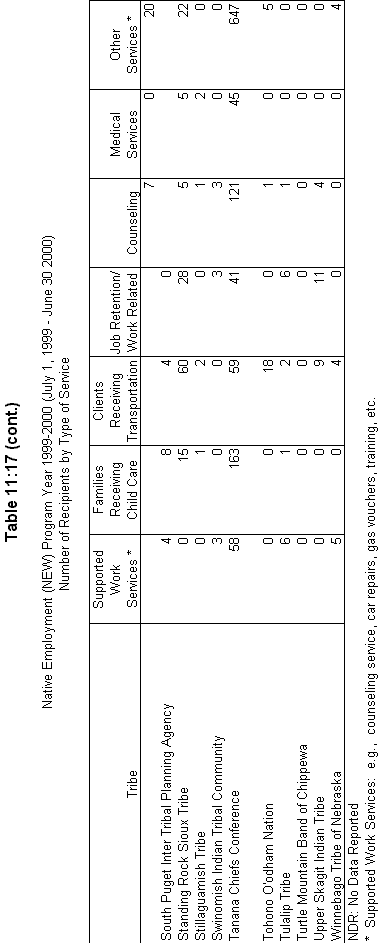 Table 11:17 (cont.)
Native Employment (NEW) Program Year 1999-2000 (July 1, 1999 - June 30 2000)
Number of Recipients by Type of Service
Supported Families Clients
Work Receiving Receiving Job Retention/ Medical Other
Tribe Services * Child Care Transportation Work Related Counseling Services Services *
South Puget Inter Tribal Planning Agency 4 8 4 0 7 0 20
Standing Rock Sioux Tribe 0 15 60 28 5 5 22
Stillaguamish Tribe 0 1 2 0 1 2 0
Swinomish Indian Tribal Community 3 0 0 3 3 0 0
Tanana Chiefs Conference 58 163 59 41 121 45 647
Tohono O'odham Nation 0 0 18 0 1 0 5
Tulalip Tribe 6 1 2 6 1 0 0
Turtle Mountain Band of Chippewa 0 0 0 0 0 0 0
Upper Skagit Indian Tribe 0 0 9 11 4 0 0
Winnebago Tribe of Nebraska 5 0 4 0 0 0 4
NDR: No Data Reported
* Supported Work Services: e.g., counseling service, car repairs, gas vouchers, training, etc.